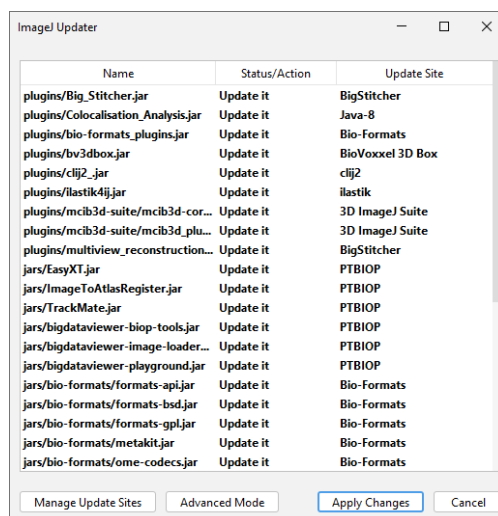 ImageJ Updater
Name Status/Action Update Site
plugins/Big_Stitcher.jar Update it BigStitcher
plugins/Colocalisation_Analysis.jar Update it Java-8
plugins/bio-formats_plugins.jar Update it Bio-Formats
plugins/bv3dbox.jar Update it BioVoxxel 3D Box
plugins/clij2_.jar Update it clij2
plugins/ilastik4ij.jar Update it ilastik
plugins/mcib3d-suite/mcib3d-cor... Update it 3D ImageJ Suite
plugins/mcib3d-suite/mcib3d_plu... Update it 3D ImageJ Suite
plugins/multiview_reconstruction... Update it BigStitcher
jars/EasyXT.jar Update it PTBIOP
jars/ImageToAtlasRegister.jar Update it PTBIOP
jars/TrackMate.jar Update it PTBIOP
jars/bigdataviewer-biop-tools.jar Update it PTBIOP
jars/bigdataviewer-image-loader... Update it PTBIOP
jars/bigdataviewer-playground.jar Update it PTBIOP
jars/bio-formats/formats-api.jar Update it Bio-Formats
jars/bio-formats/formats-bsd.jar Update it Bio-Formats
jars/bio-formats/formats-gpl.jar Update it Bio-Formats
jars/bio-formats/metakit.jar Update it Bio-Formats
jars/bio-formats/ome-codecs.jar Update it Bio-Formats
Manage Update Sites Advanced Mode Apply Changes Cancel